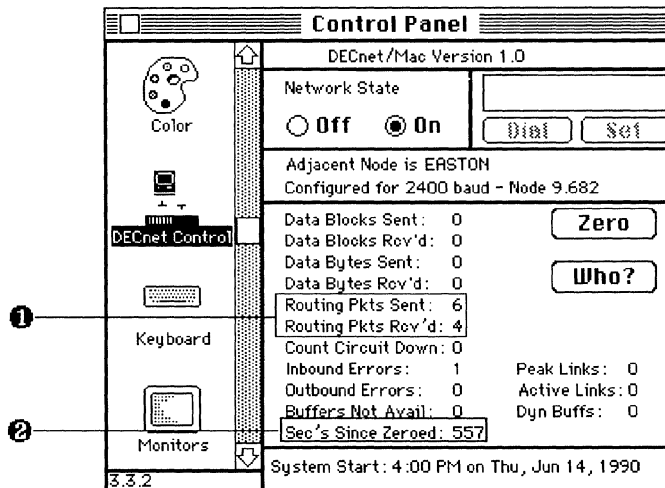 Control Panel
DECnet/Mac Version 1.0
Color
DECnet Control
Keyboard
Monitors
3.3.2
Network State
Off On
Dial Set
Adjacent Node is EASTON
Configured for 2400 baud - Node 9.682
Data Blocks Sent: 0
Data Blocks Rcv'd: 0
Data Bytes Sent: 0
Data Bytes Rcv'd: 0
Routing Pkts Sent: 6
Routing Pkts Rcv'd: 4
Count Circuit Down: 0
Inbound Errors: 1
Outbound Errors: 0
Buffers Not Avail: 0
Sec's Since Zeroed: 557
Zero
Who?
Peak Links: 0
Active Links: 0
Dyn Buffs: 0
System Start: 4:00 PM on Thu, Jun 14, 1990
❶
❷